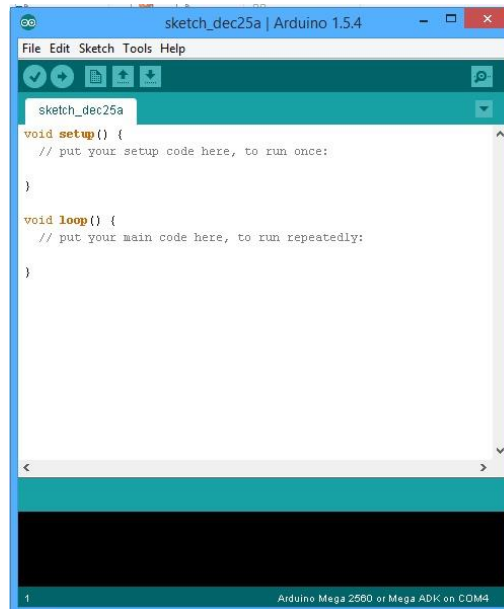 sketch_dec25a | Arduino 1.5.4
File Edit Sketch Tools Help
sketch_dec25a
void setup() {
// put your setup code here, to run once:
}
void loop() {
// put your main code here, to run repeatedly:
}
1 Arduino Mega 2560 or Mega ADK on COM4